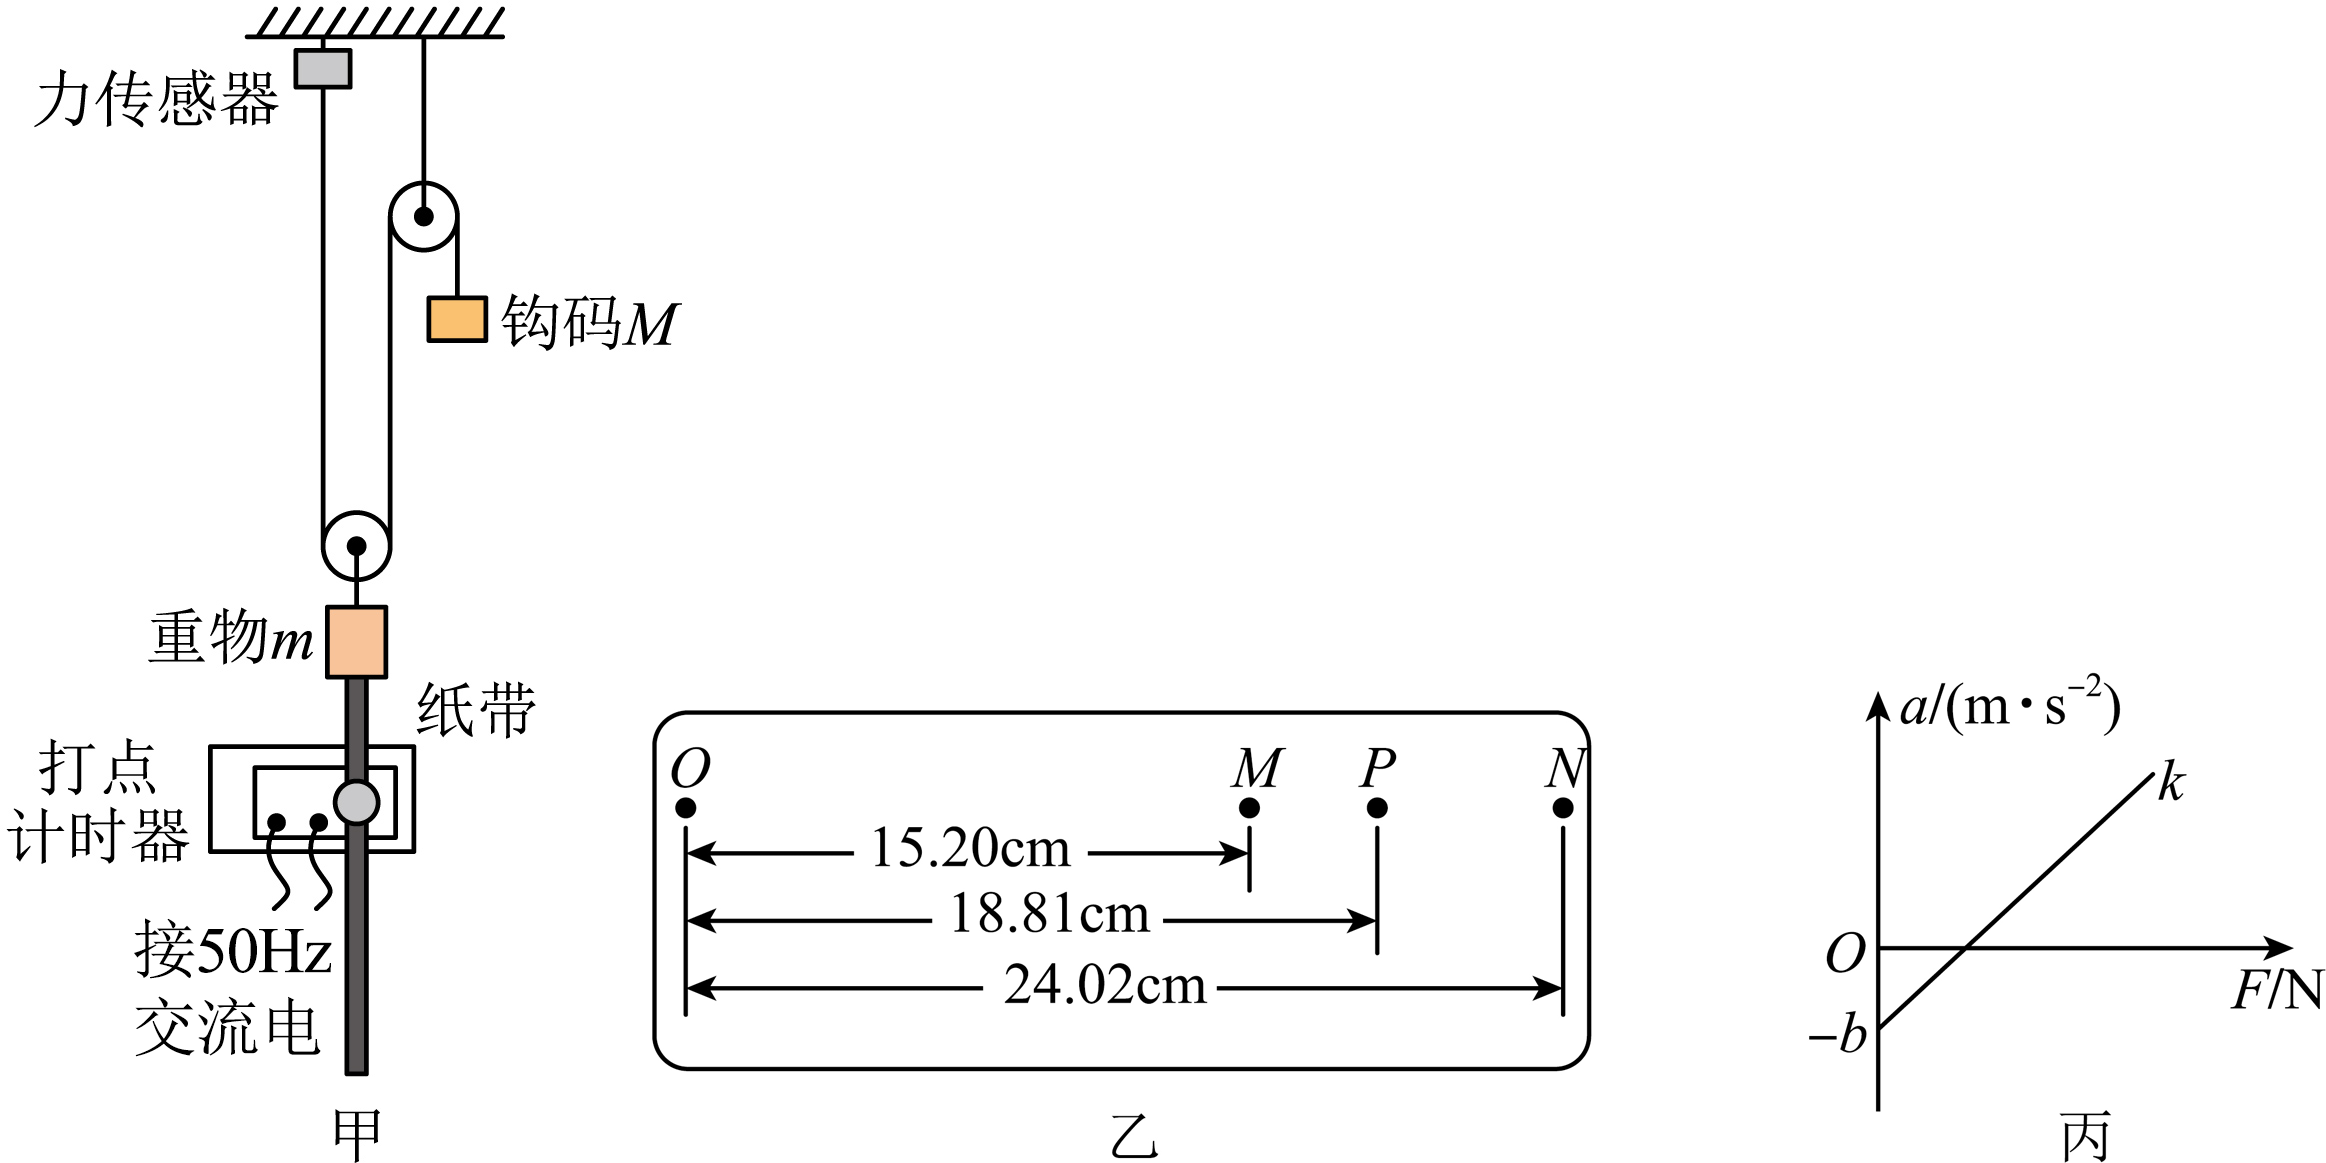 力传感器
钩码M
重物m
纸带
打点
计时器
接50Hz
交流电
甲
O M P N
15.20cm
18.81cm
24.02cm
乙
a/(m·s⁻²)
k
O
F/N
−b
丙